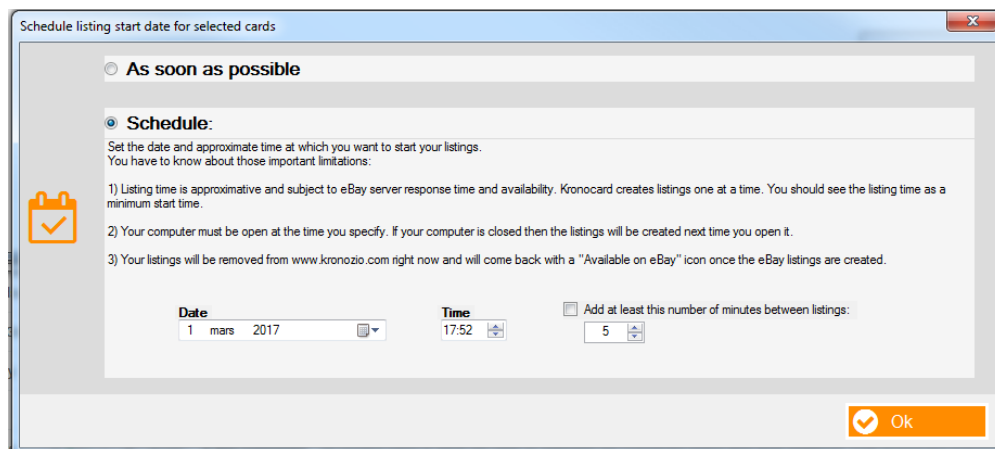 Schedule listing start date for selected cards
As soon as possible
Schedule:
Set the date and approximate time at which you want to start your listings.
You have to know about those important limitations:
1) Listing time is approximative and subject to eBay server response time and availability. Kronocard creates listings one at a time. You should see the listing time as a
minimum start time.
2) Your computer must be open at the time you specify. If your computer is closed then the listings will be created next time you open it.
3) Your listings will be removed from www.kronozio.com right now and will come back with a "Available on eBay" icon once the eBay listings are created.
Date
1 mars 2017
Time
17:52
Add at least this number of minutes between listings:
5
Ok